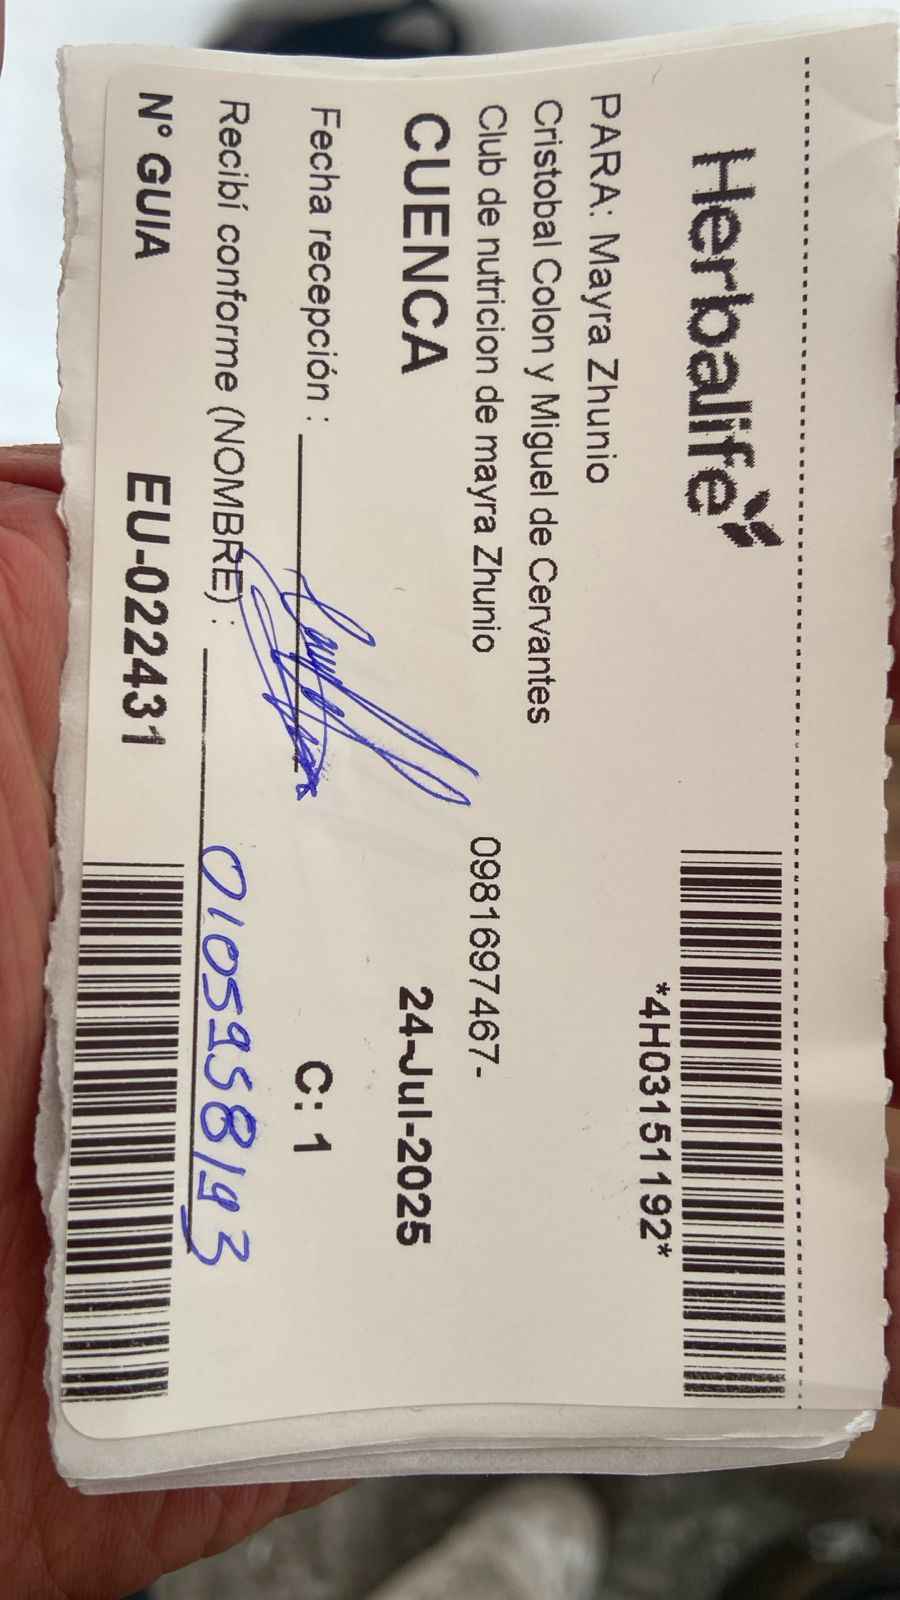 Herbalife
*4H03151192*
PARA: Mayra Zhunio
Cristobal Colon y Miguel de Cervantes
Club de nutricion de mayra Zhunio 0981697467-
CUENCA 24-Jul-2025
Fecha recepción : C: 1
Recibí conforme (NOMBRE) : 0105958193
N° GUIA EU-022431